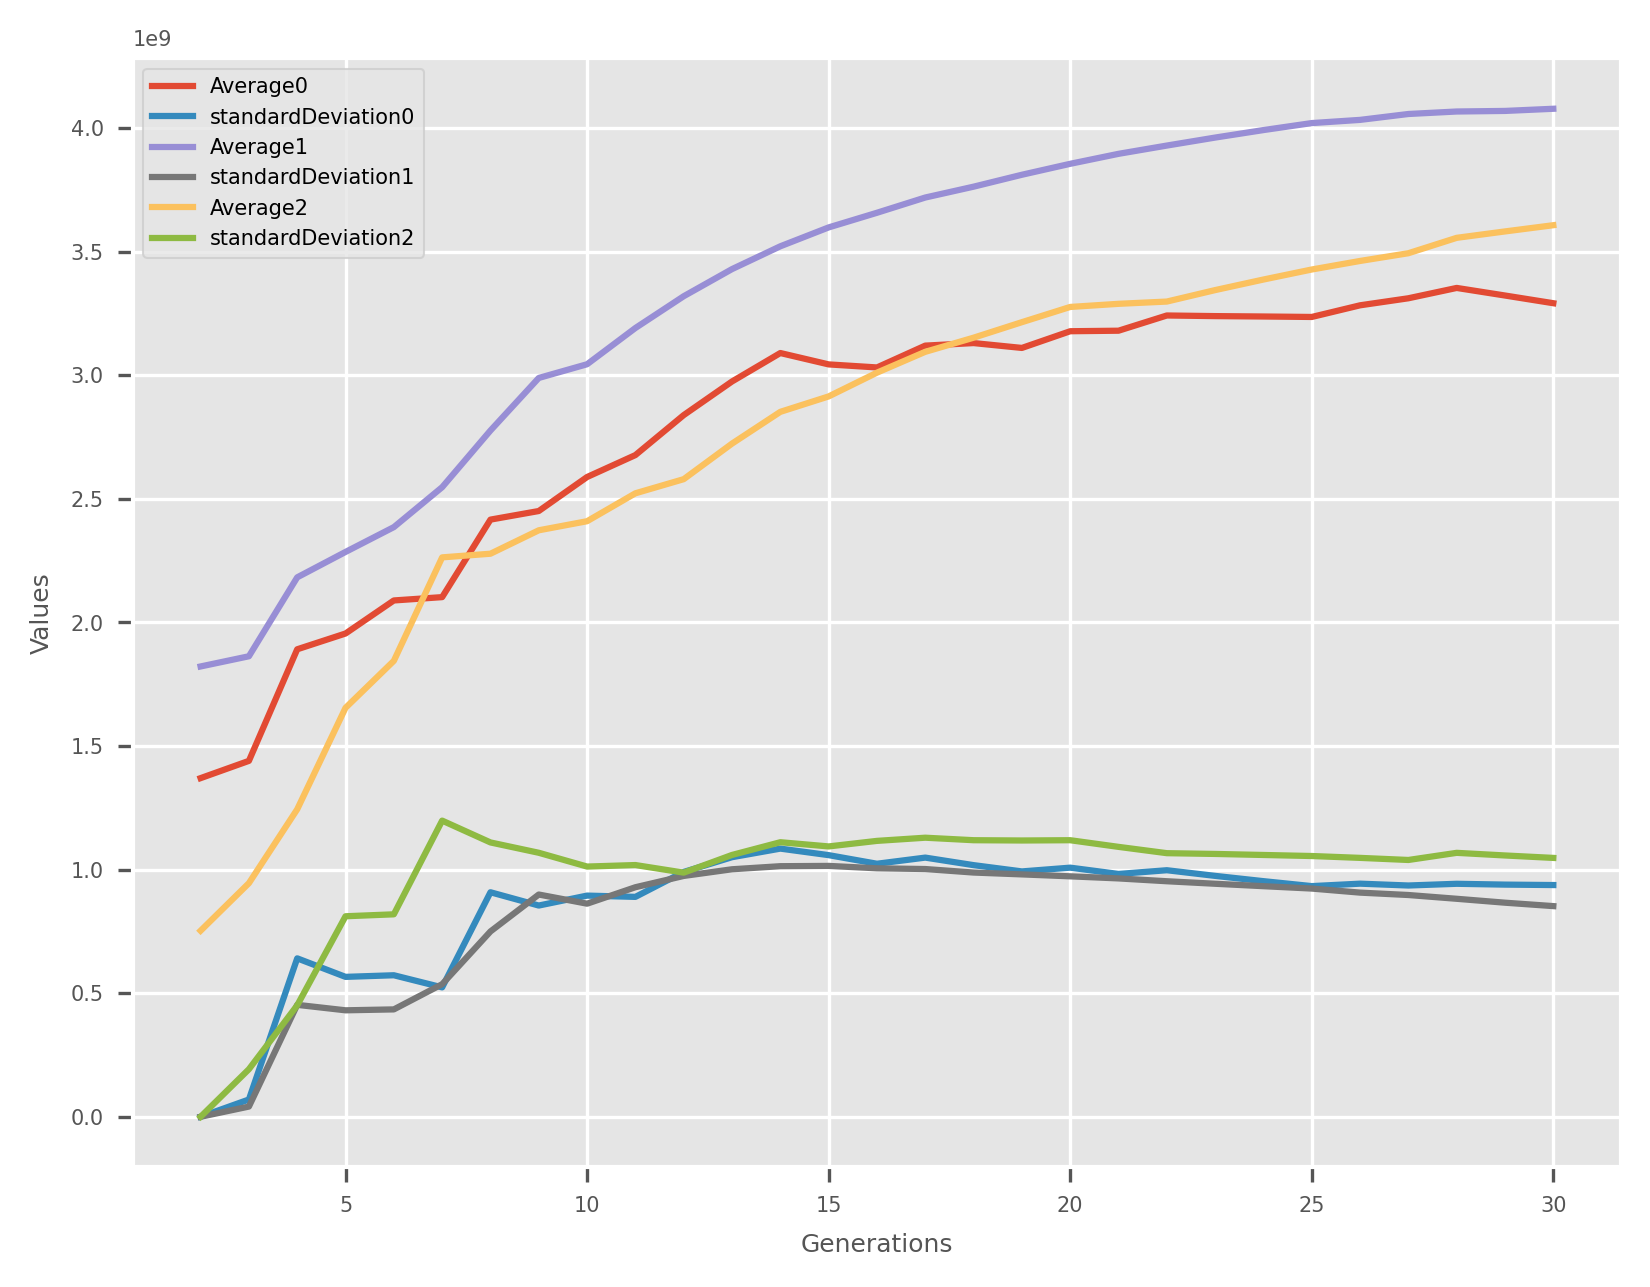 1e9
Average0
standardDeviation0
Average1
standardDeviation1
Average2
standardDeviation2
4.0
3.5
3.0
2.5
2.0
1.5
1.0
0.5
0.0
Values
5 10 15 20 25 30
Generations